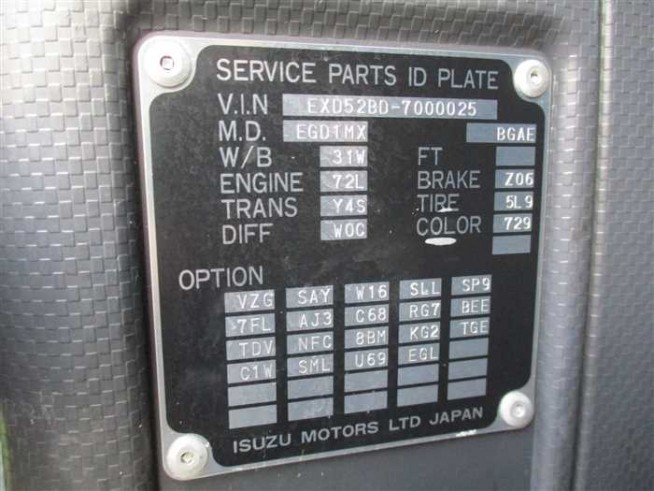 SERVICE PARTS ID PLATE
V.I.N EXD52BD-7000025
M.D. EGD1MX BGAE
W/B 31W FT
ENGINE 72L BRAKE Z06
TRANS Y4S TIRE 5L9
DIFF W0C COLOR 729
OPTION
VZG SAY W16 SLL SP9
7FL AJ3 C68 RG7 BEE
TDV NFC 8BM KG2 TGE
C1W SML U69 EGL
ISUZU MOTORS LTD JAPAN